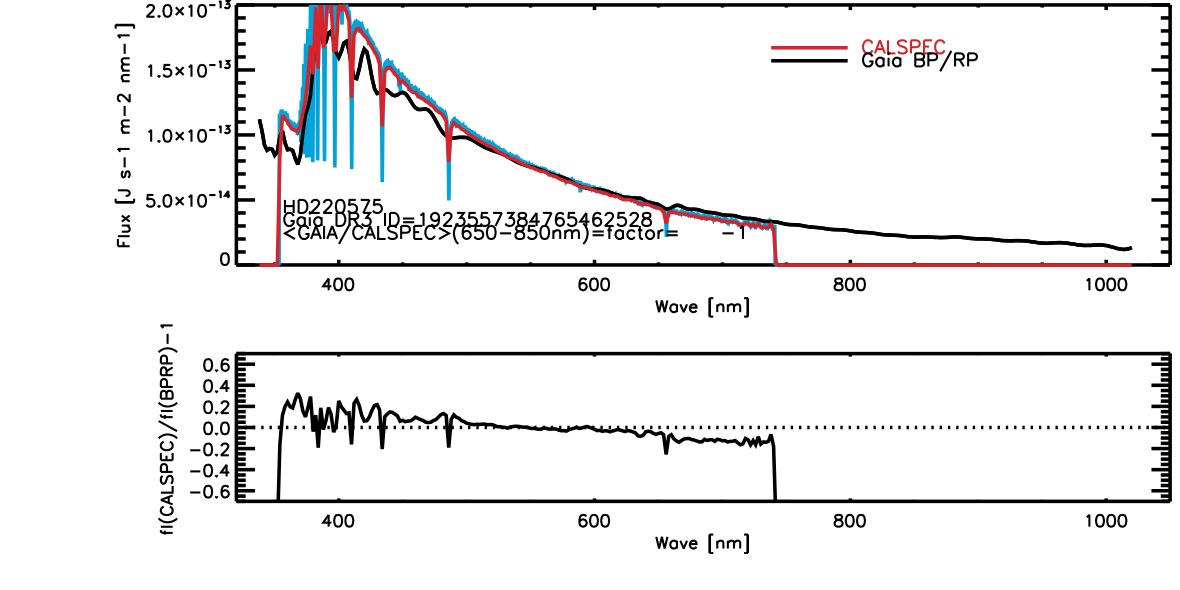 2.0×10−13
1.5×10−13
1.0×10−13
5.0×10−14
0
Flux [J s−1 m−2 nm−1]
CALSPEC
Gaia BP/RP
HD220575
Gaia DR3 ID=1923557384765462528
<GAIA/CALSPEC>(650−850nm)=factor= −1
400 600 800 1000
Wave [nm]
0.6
0.4
0.2
0.0
−0.2
−0.4
−0.6
fl(CALSPEC)/fl(BPRP)−1
400 600 800 1000
Wave [nm]